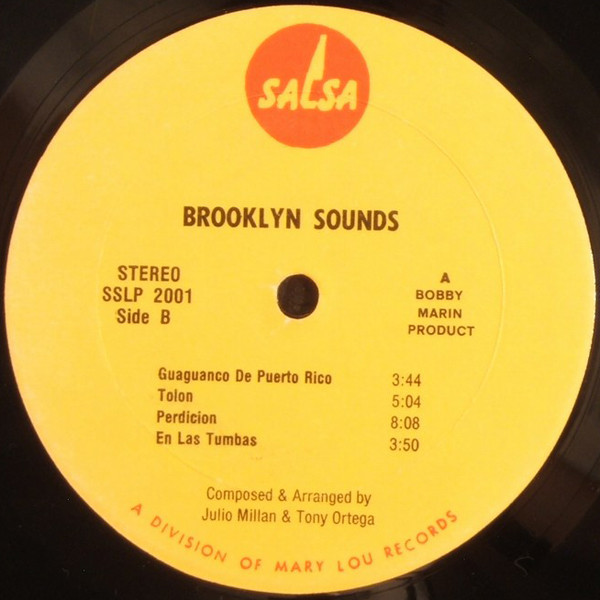 SALSA
BROOKLYN SOUNDS
STEREO
SSLP 2001
Side B
A
BOBBY
MARIN
PRODUCT
Guaguanco De Puerto Rico 3:44
Tolon 5:04
Perdicion 8:08
En Las Tumbas 3:50
Composed & Arranged by
Julio Millan & Tony Ortega
A DIVISION OF MARY LOU RECORDS